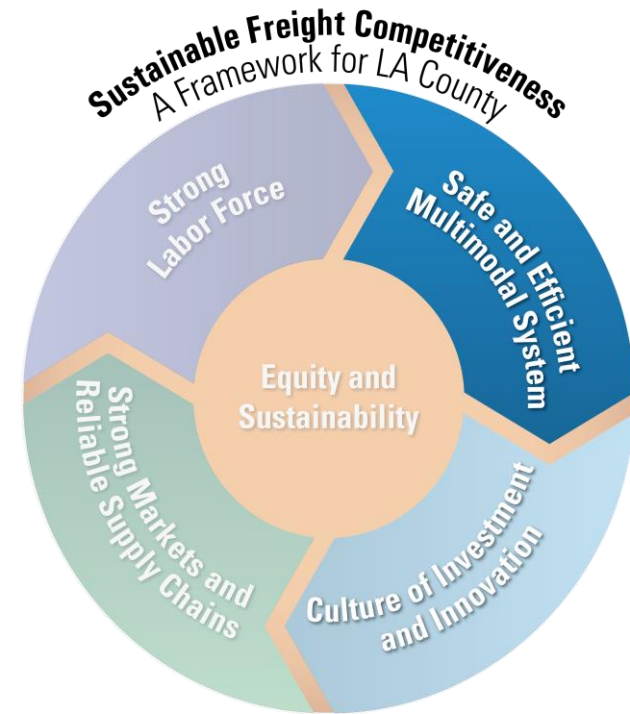 Sustainable Freight Competitiveness
A Framework for LA County
Strong
Labor Force
Safe and Efficient
Multimodal System
Equity and
Sustainability
Strong Markets and
Reliable Supply Chains
Culture of Investment
and Innovation